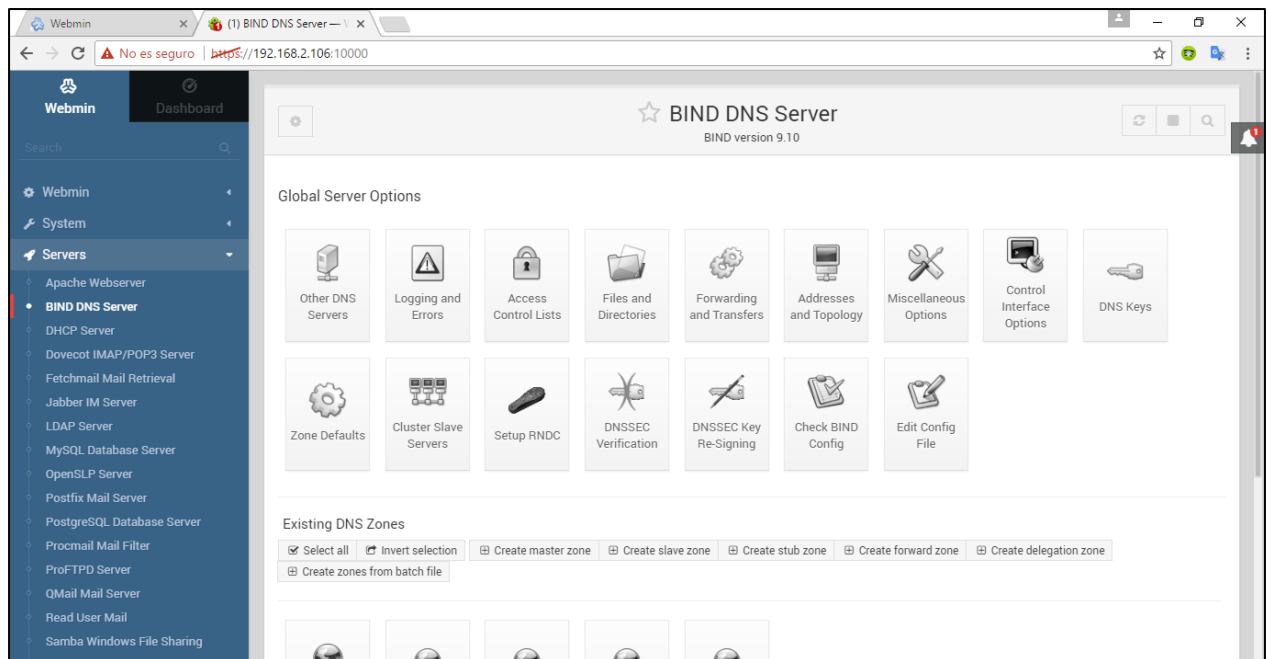 Webmin
(1) BIND DNS Server — \
No es seguro
https://192.168.2.106:10000
Webmin
Dashboard
Search
Webmin
System
Servers
Apache Webserver
BIND DNS Server
DHCP Server
Dovecot IMAP/POP3 Server
Fetchmail Mail Retrieval
Jabber IM Server
LDAP Server
MySQL Database Server
OpenSLP Server
Postfix Mail Server
PostgreSQL Database Server
Procmail Mail Filter
ProFTPD Server
QMail Mail Server
Read User Mail
Samba Windows File Sharing
BIND DNS Server
BIND version 9.10
1
Global Server Options
Other DNS
Servers
Logging and
Errors
Access
Control Lists
Files and
Directories
Forwarding
and Transfers
Addresses
and Topology
Miscellaneous
Options
Control
Interface
Options
DNS Keys
Zone Defaults
Cluster Slave
Servers
Setup RNDC
DNSSEC
Verification
DNSSEC Key
Re-Signing
Check BIND
Config
Edit Config
File
Existing DNS Zones
Select all
Invert selection
Create master zone
Create slave zone
Create stub zone
Create forward zone
Create delegation zone
Create zones from batch file